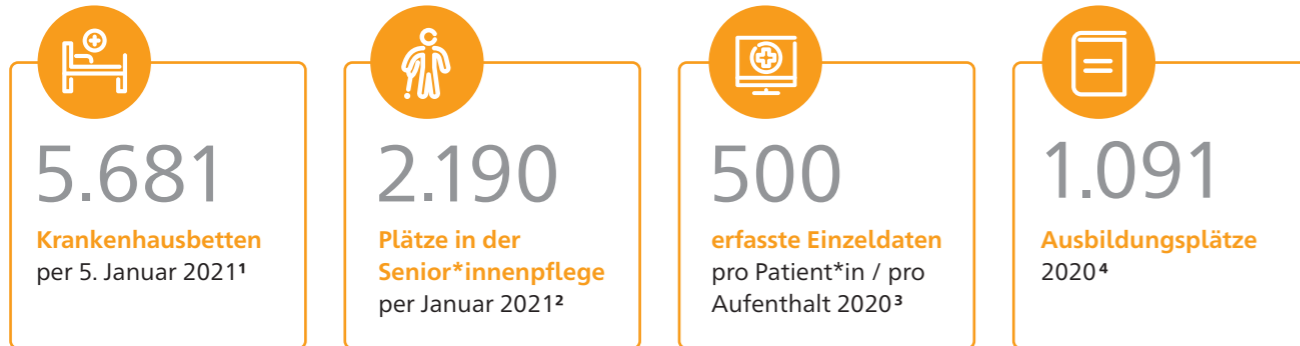 5.681
Krankenhausbetten
per 5. Januar 2021¹
2.190
Plätze in der
Senior*innenpflege
per Januar 2021²
500
erfasste Einzeldaten
pro Patient*in / pro
Aufenthalt 2020³
1.091
Ausbildungsplätze
2020⁴